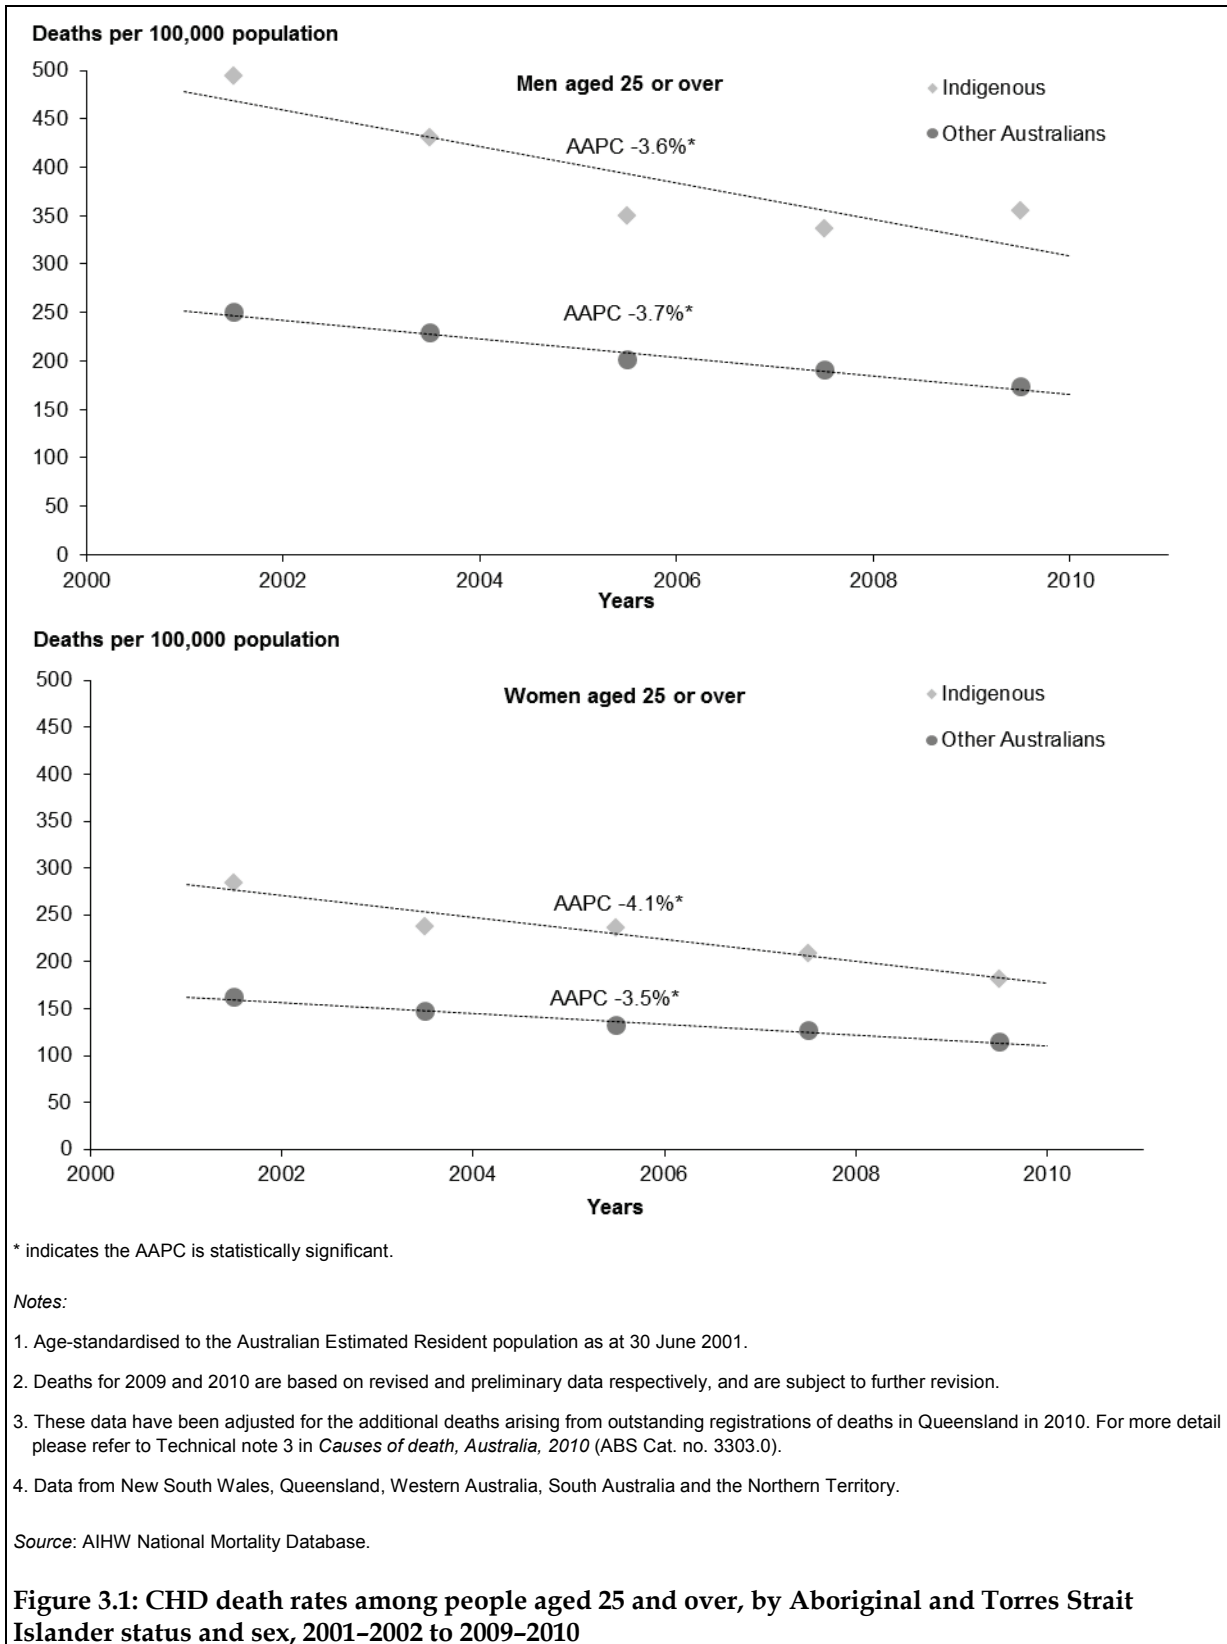 Deaths per 100,000 population
500
Men aged 25 or over
Indigenous
450
Other Australians
AAPC -3.6%*
400
350
300
AAPC -3.7%*
250
200
150
100
50
0
2000 2002 2004 2006 2008 2010
Years
Deaths per 100,000 population
500
Women aged 25 or over
Indigenous
450
Other Australians
400
350
300
AAPC -4.1%*
250
200
AAPC -3.5%*
150
100
50
0
2000 2002 2004 2006 2008 2010
Years
* indicates the AAPC is statistically significant.
Notes:
1. Age-standardised to the Australian Estimated Resident population as at 30 June 2001.
2. Deaths for 2009 and 2010 are based on revised and preliminary data respectively, and are subject to further revision.
3. These data have been adjusted for the additional deaths arising from outstanding registrations of deaths in Queensland in 2010. For more detail
please refer to Technical note 3 in Causes of death, Australia, 2010 (ABS Cat. no. 3303.0).
4. Data from New South Wales, Queensland, Western Australia, South Australia and the Northern Territory.
Source: AIHW National Mortality Database.
Figure 3.1: CHD death rates among people aged 25 and over, by Aboriginal and Torres Strait
Islander status and sex, 2001–2002 to 2009–2010